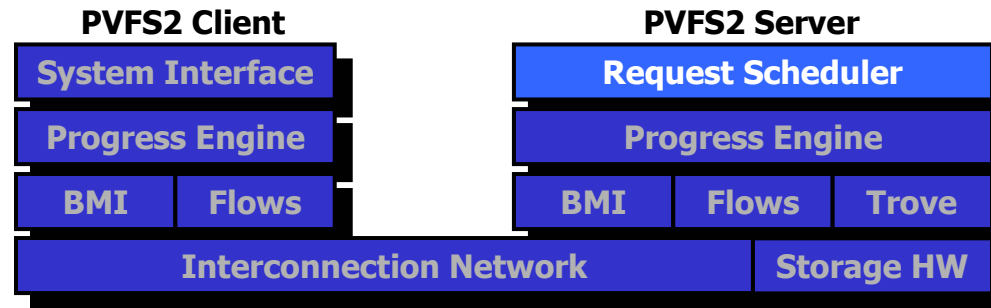 PVFS2 Client PVFS2 Server
System Interface Request Scheduler
Progress Engine Progress Engine
BMI Flows BMI Flows Trove
Interconnection Network Storage HW